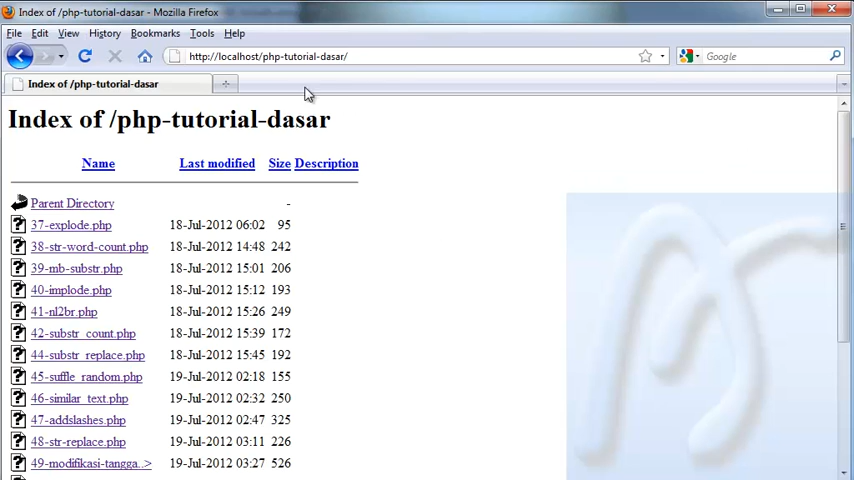 Index of /php-tutorial-dasar - Mozilla Firefox
File Edit View History Bookmarks Tools Help
http://localhost/php-tutorial-dasar/ Google
Index of /php-tutorial-dasar
Index of /php-tutorial-dasar
Name Last modified Size Description
Parent Directory -
37-explode.php 18-Jul-2012 06:02 95
38-str-word-count.php 18-Jul-2012 14:48 242
39-mb-substr.php 18-Jul-2012 15:01 206
40-implode.php 18-Jul-2012 15:12 193
41-nl2br.php 18-Jul-2012 15:26 249
42-substr_count.php 18-Jul-2012 15:39 172
44-substr_replace.php 18-Jul-2012 15:45 192
45-suffle_random.php 19-Jul-2012 02:18 155
46-similar_text.php 19-Jul-2012 02:32 250
47-addslashes.php 19-Jul-2012 02:47 325
48-str-replace.php 19-Jul-2012 03:11 226
49-modifikasi-tangga..> 19-Jul-2012 03:27 526